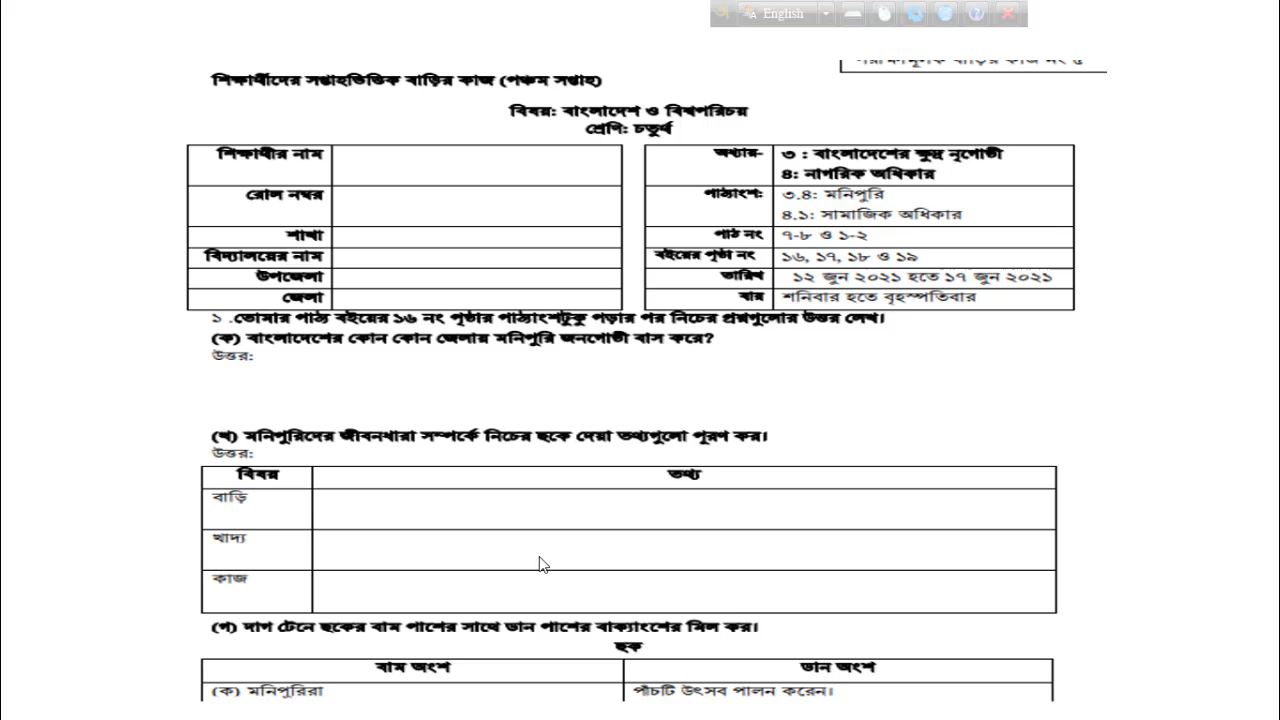 English
শিক্ষার্থীদের সপ্তাহভিত্তিক বাড়ির কাজ (পঞ্চম সপ্তাহ)
বিষয়: বাংলাদেশ ও বিশ্বপরিচয়
শ্রেণি: চতুর্থ
শিক্ষার্থীর নাম
রোল নম্বর
শাখা
বিদ্যালয়ের নাম
উপজেলা
জেলা
অধ্যায়- ৩ : বাংলাদেশের ক্ষুদ্র নৃগোষ্ঠী
৪: নাগরিক অধিকার
পাঠ্যাংশ: ৩.৪: মনিপুরি
৪.১: সামাজিক অধিকার
পাঠ নং ৭-৮ ও ১-২
বইয়ের পৃষ্ঠা নং ১৬, ১৭, ১৮ ও ১৯
তারিখ ১২ জুন ২০২১ হতে ১৭ জুন ২০২১
বার শনিবার হতে বৃহস্পতিবার
১ .তোমার পাঠ্য বইয়ের ১৬ নং পৃষ্ঠার পাঠ্যাংশটুকু পড়ার পর নিচের প্রশ্নগুলোর উত্তর লেখ।
(ক) বাংলাদেশের কোন কোন জেলায় মনিপুরি জনগোষ্ঠী বাস করে?
উত্তর:
(খ) মনিপুরিদের জীবনধারা সম্পর্কে নিচের ছকে দেয়া তথ্যগুলো পূরণ কর।
উত্তর:
বিষয় তথ্য
বাড়ি
খাদ্য
কাজ
(গ) দাগ টেনে ছকের বাম পাশের সাথে ডান পাশের বাক্যাংশের মিল কর।
ছক
বাম অংশ ডান অংশ
(ক) মনিপুরিরা পাঁচটি উৎসব পালন করেন।